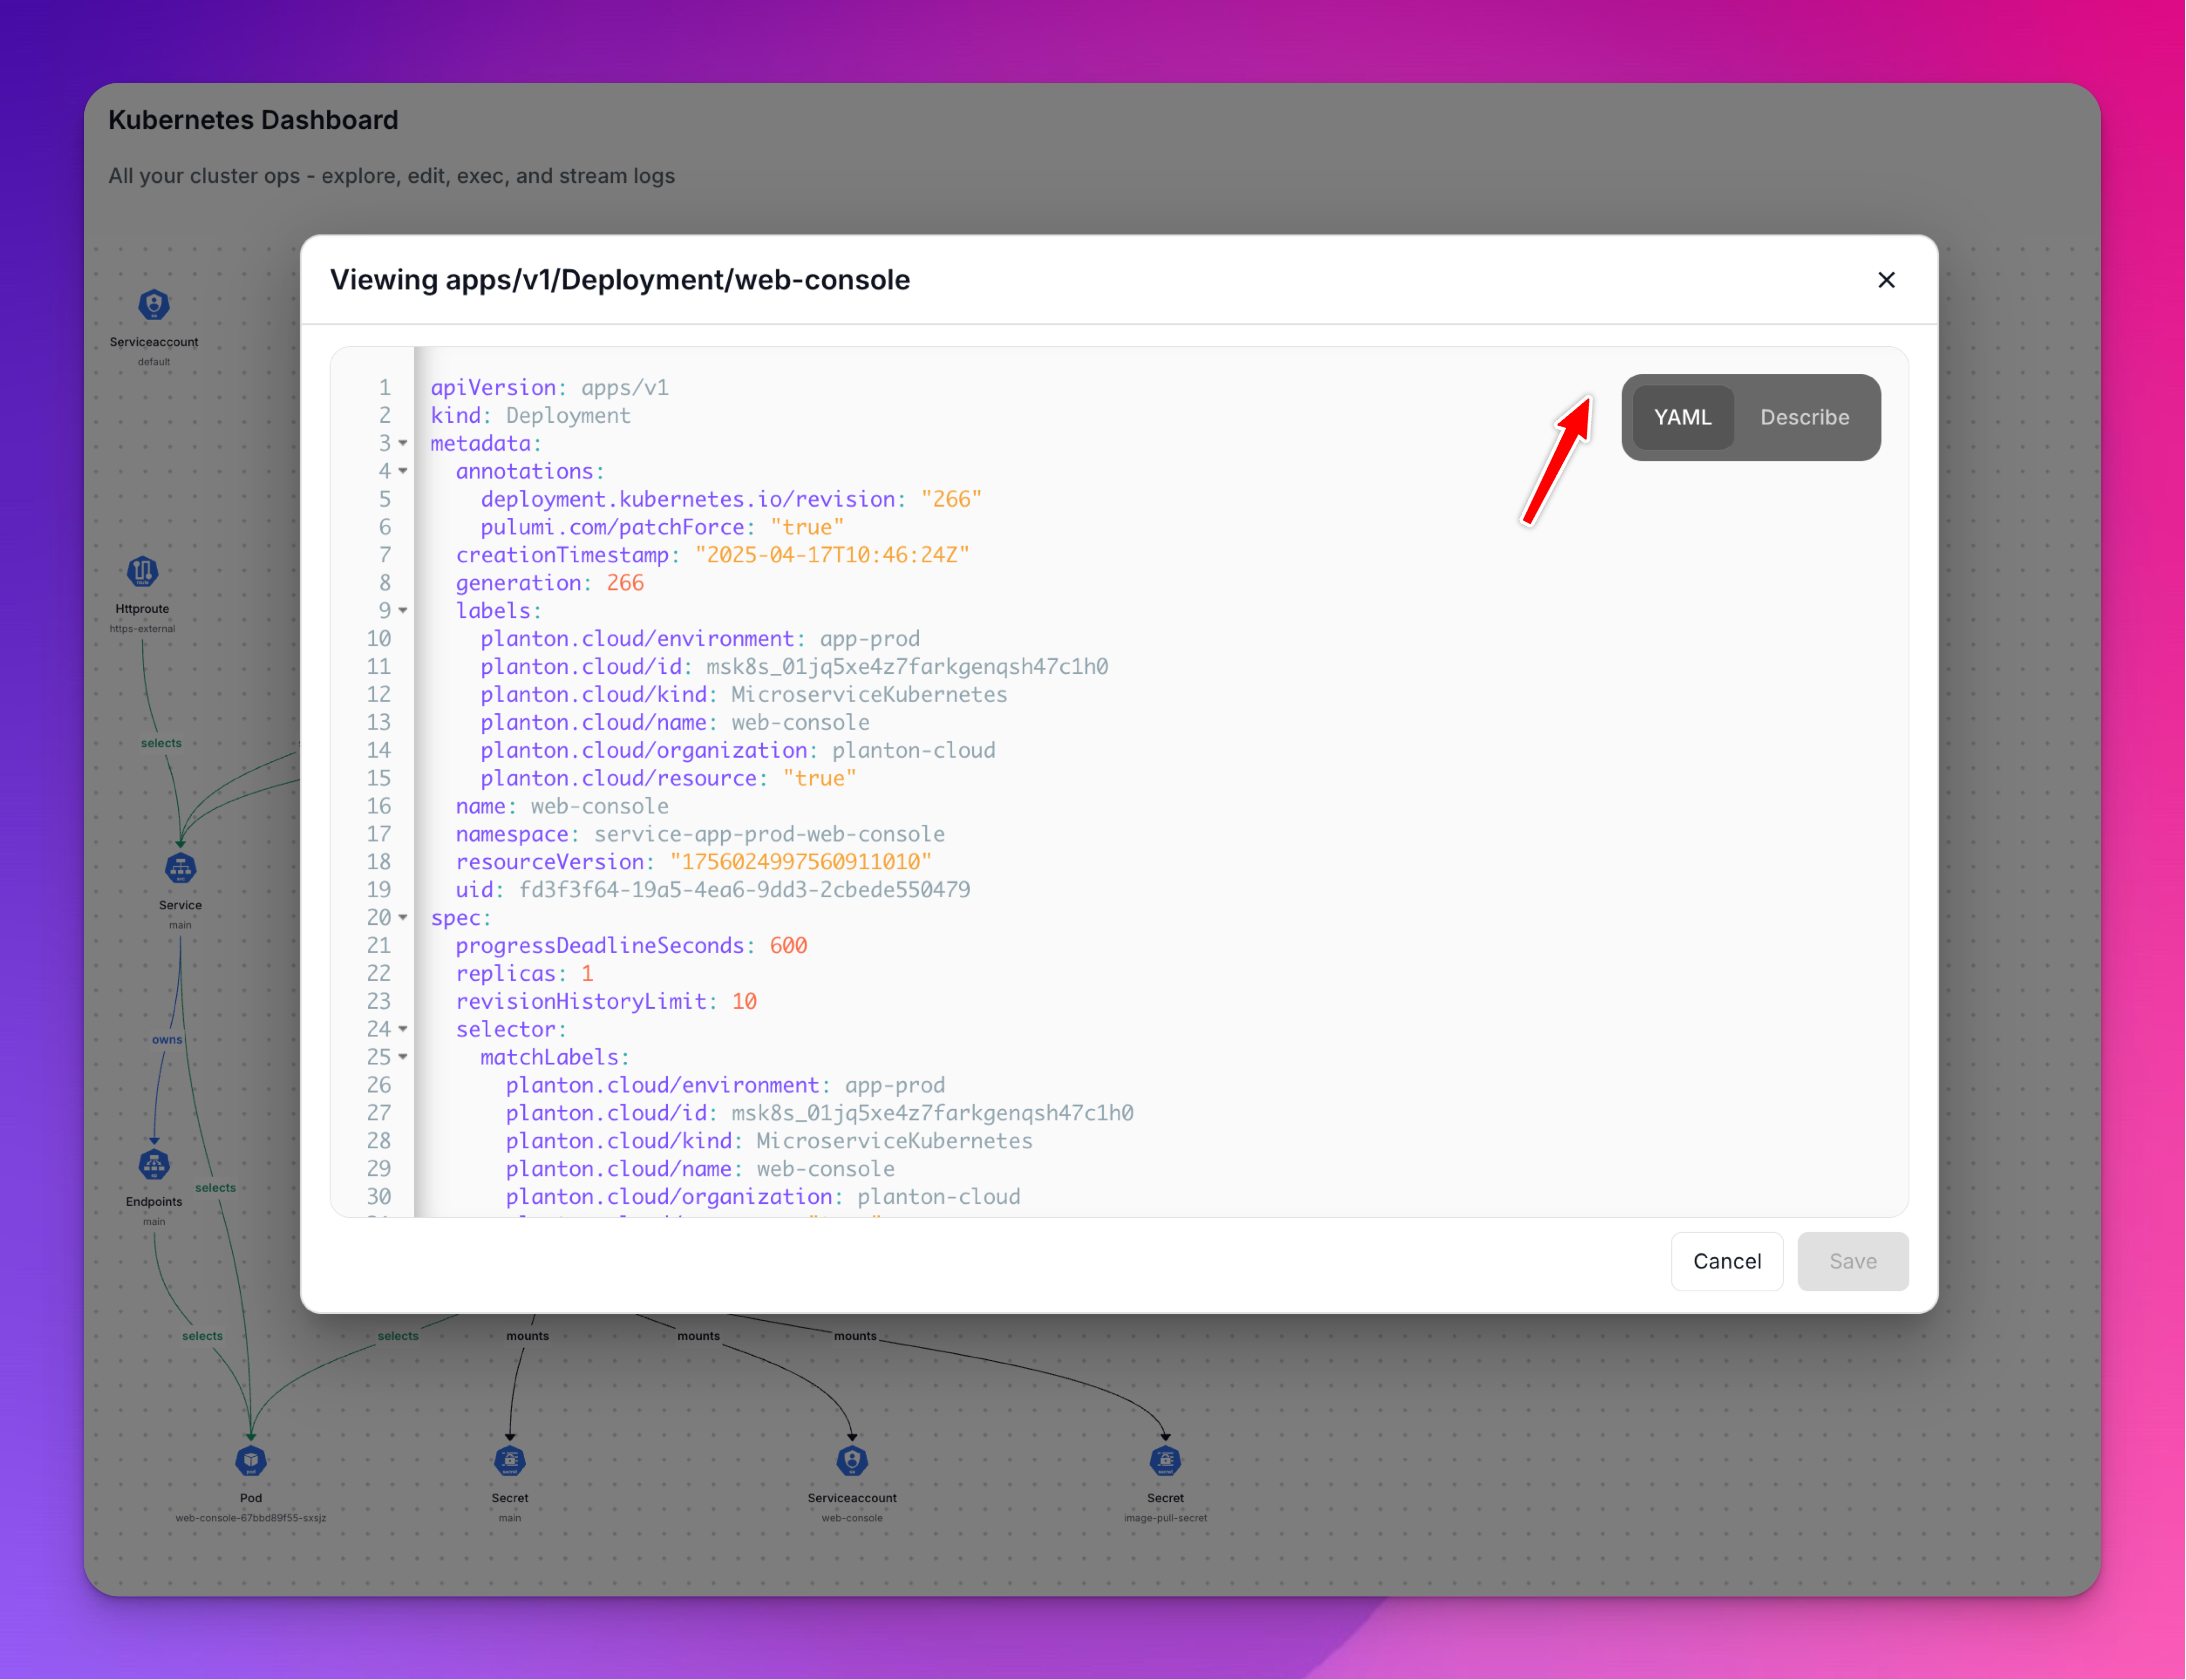 Kubernetes Dashboard
All your cluster ops - explore, edit, exec, and stream logs
Viewing apps/v1/Deployment/web-console
YAML
Describe
1 apiVersion: apps/v1
2 kind: Deployment
3 metadata:
4 annotations:
5 deployment.kubernetes.io/revision: "266"
6 pulumi.com/patchForce: "true"
7 creationTimestamp: "2025-04-17T10:46:24Z"
8 generation: 266
9 labels:
10 planton.cloud/environment: app-prod
11 planton.cloud/id: msk8s_01jq5xe4z7farkgenqsh47c1h0
12 planton.cloud/kind: MicroserviceKubernetes
13 planton.cloud/name: web-console
14 planton.cloud/organization: planton-cloud
15 planton.cloud/resource: "true"
16 name: web-console
17 namespace: service-app-prod-web-console
18 resourceVersion: "1756024997560911010"
19 uid: fd3f3f64-19a5-4ea6-9dd3-2cbede550479
20 spec:
21 progressDeadlineSeconds: 600
22 replicas: 1
23 revisionHistoryLimit: 10
24 selector:
25 matchLabels:
26 planton.cloud/environment: app-prod
27 planton.cloud/id: msk8s_01jq5xe4z7farkgenqsh47c1h0
28 planton.cloud/kind: MicroserviceKubernetes
29 planton.cloud/name: web-console
30 planton.cloud/organization: planton-cloud
Cancel
Save
Serviceaccount
default
Httproute
https-external
selects
Service
main
owns
selects
Endpoints
main
selects
selects
mounts
mounts
mounts
Pod
web-console-67bbd89f55-sxsjz
Secret
main
Serviceaccount
web-console
Secret
image-pull-secret